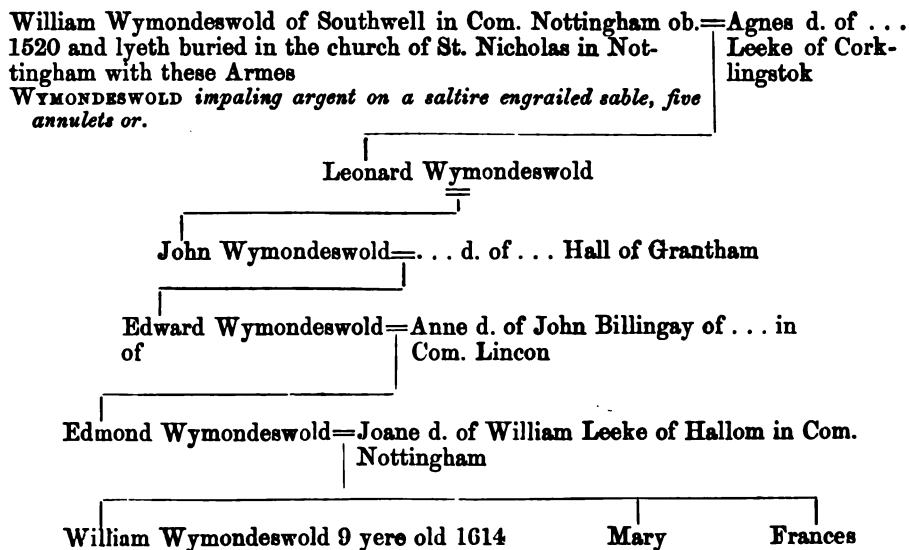 William Wymondeswold of Southwell in Com. Nottingham ob.=Agnes d. of ...
1520 and lyeth buried in the church of St. Nicholas in Not- Leeke of Cork-
tingham with these Armes lingstok
WYMONDESWOLD impaling argent on a saltire engrailed sable, five
annulets or.
Leonard Wymondeswold
John Wymondeswold=... d. of ... Hall of Grantham
Edward Wymondeswold=Anne d. of John Billingay of ... in
of Com. Lincon
Edmond Wymondeswold=Joane d. of William Leeke of Hallom in Com.
Nottingham
William Wymondeswold 9 yere old 1614 Mary Frances